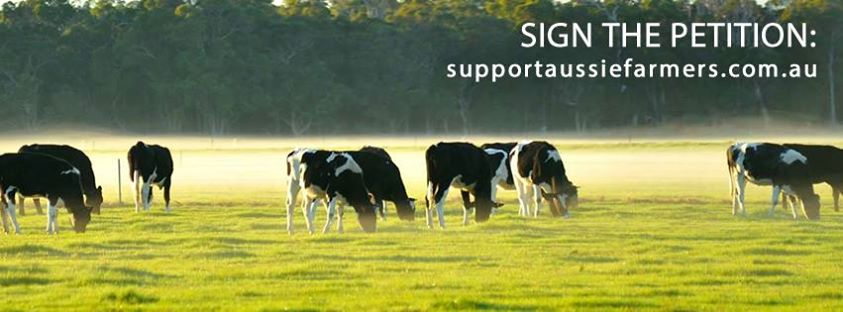 SIGN THE PETITION:
supportaussiefarmers.com.au